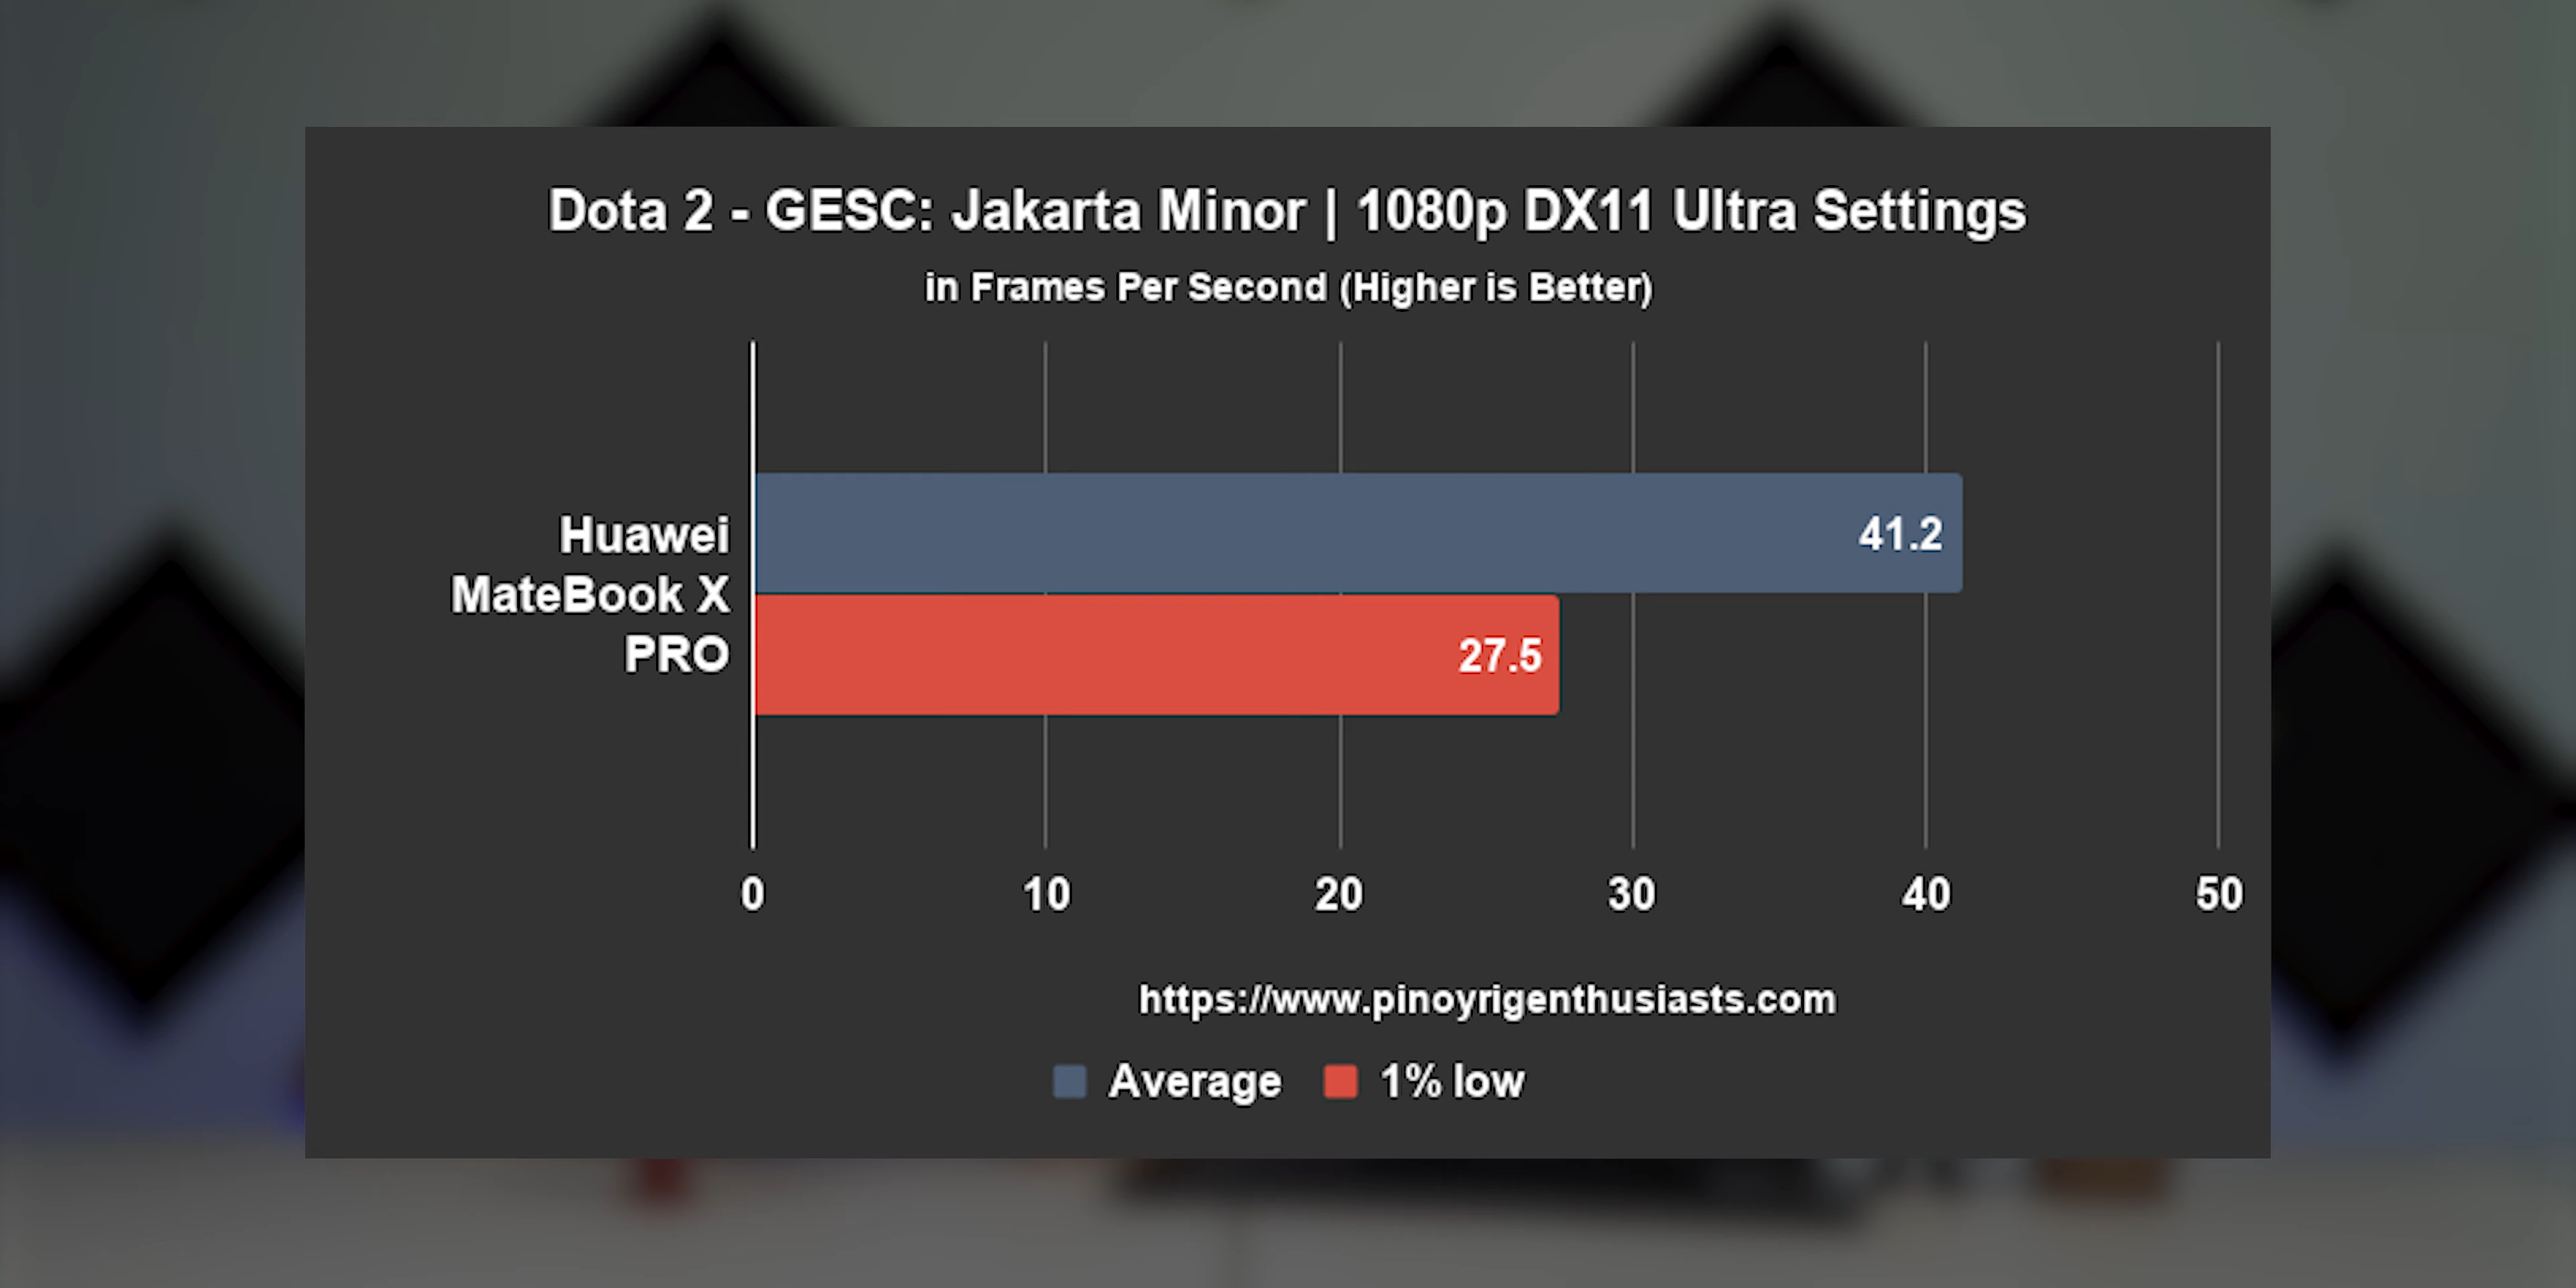 Dota 2 - GESC: Jakarta Minor | 1080p DX11 Ultra Settings
in Frames Per Second (Higher is Better)
Huawei
MateBook X
PRO
41.2
27.5
0 10 20 30 40 50
https://www.pinoyrigenthusiasts.com
Average 1% low